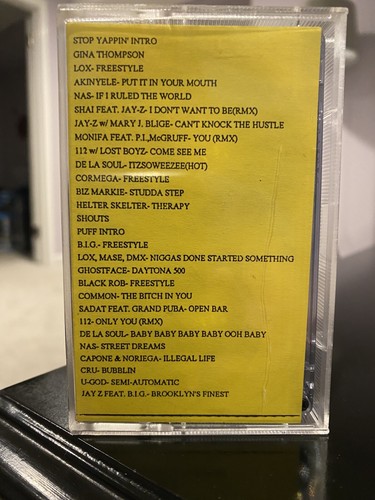 STOP YAPPIN' INTRO
GINA THOMPSON
LOX- FREESTYLE
AKINYELE- PUT IT IN YOUR MOUTH
NAS- IF I RULED THE WORLD
SHAI FEAT. JAY-Z- I DON'T WANT TO BE(RMX)
JAY-Z w/ MARY J. BLIGE- CAN'T KNOCK THE HUSTLE
MONIFA FEAT. P.I.,McGRUFF- YOU (RMX)
112 w/ LOST BOYZ- COME SEE ME
DE LA SOUL- ITZSOWEEZEE(HOT)
CORMEGA- FREESTYLE
BIZ MARKIE- STUDDA STEP
HELTER SKELTER- THERAPY
SHOUTS
PUFF INTRO
B.I.G.- FREESTYLE
LOX, MASE, DMX- NIGGAS DONE STARTED SOMETHING
GHOSTFACE- DAYTONA 500
BLACK ROB- FREESTYLE
COMMON- THE BITCH IN YOU
SADAT FEAT. GRAND PUBA- OPEN BAR
112- ONLY YOU (RMX)
DE LA SOUL- BABY BABY BABY BABY OOH BABY
NAS- STREET DREAMS
CAPONE & NORIEGA- ILLEGAL LIFE
CRU- BUBBLIN
U-GOD- SEMI-AUTOMATIC
JAY Z FEAT. B.I.G.- BROOKLYN'S FINEST